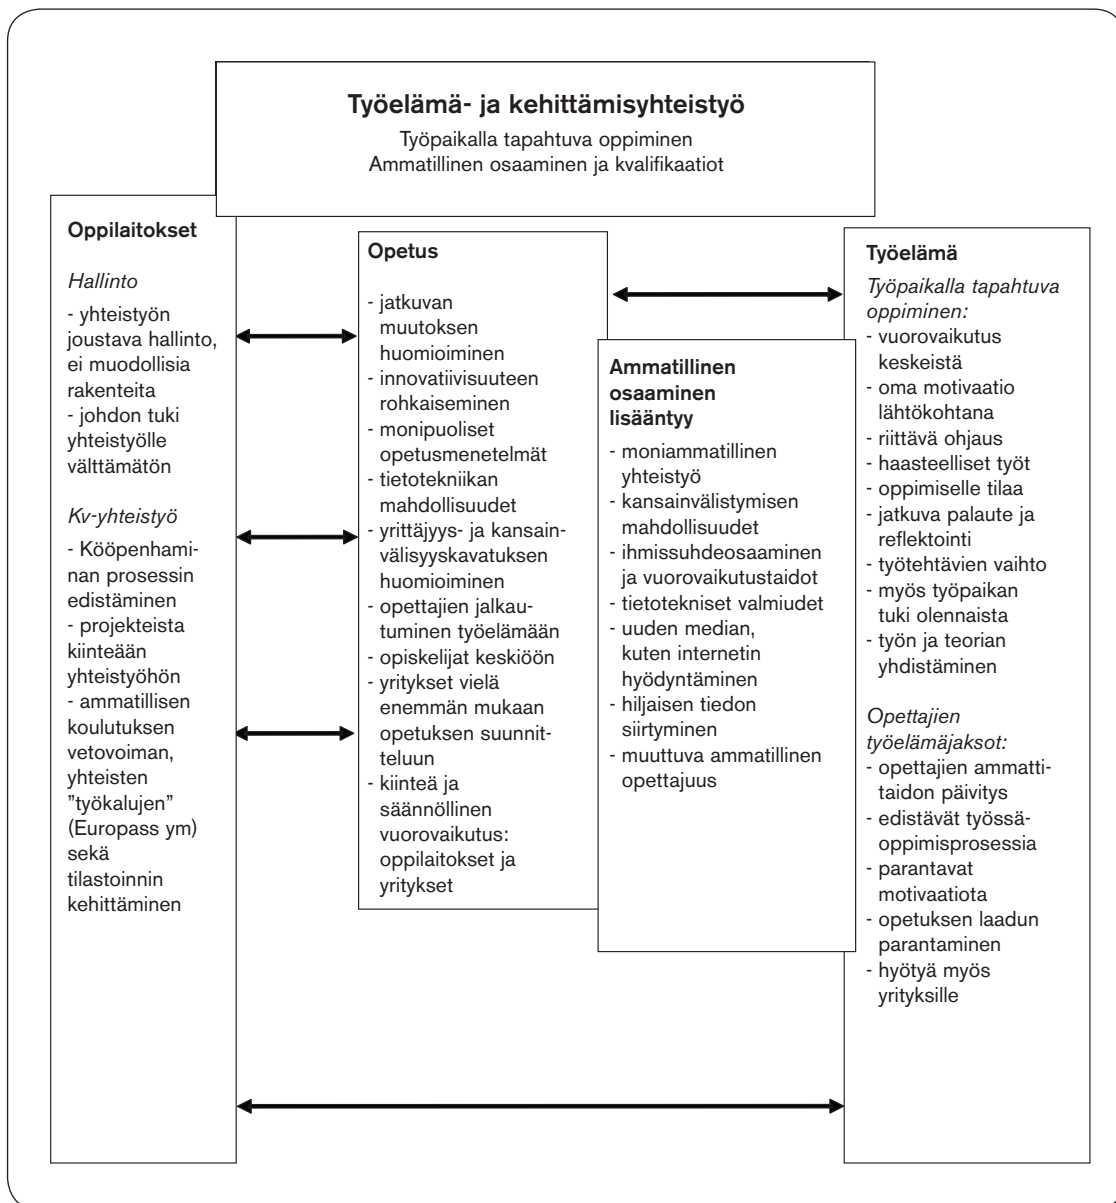 Työelämä- ja kehittämisyhteistyö
Työpaikalla tapahtuva oppiminen
Ammatillinen osaaminen ja kvalifikaatiot
Oppilaitokset
Hallinto
- yhteistyön
joustava hallinto,
ei muodollisia
rakenteita
- johdon tuki
yhteistyölle
välttämätön
Kv-yhteistyö
- Kööpenhami-
nan prosessin
edistäminen
- projekteista
kiinteään
yhteistyöhön
- ammatillisen
koulutuksen
vetovoiman,
yhteisten
”työkalujen”
(Europass ym)
sekä
tilastoinnin
kehittäminen
Opetus
- jatkuvan
muutoksen
huomioiminen
- innovatiivisuuteen
rohkaiseminen
- monipuoliset
opetusmenetelmät
- tietotekniikan
mahdollisuudet
- yrittäjyys- ja kansain-
välisyyskavatuksen
huomioiminen
- opettajien jalkau-
tuminen työelämään
- opiskelijat keskiöön
- yritykset vielä
enemmän mukaan
opetuksen suunnit-
teluun
- kiinteä ja
säännöllinen
vuorovaikutus:
oppilaitokset ja
yritykset
Ammatillinen
osaaminen
lisääntyy
- moniammatillinen
yhteistyö
- kansainvälistymisen
mahdollisuudet
- ihmissuhdeosaaminen
ja vuorovaikutustaidot
- tietotekniset valmiudet
- uuden median,
kuten internetin
hyödyntäminen
- hiljaisen tiedon
siirtyminen
- muuttuva ammatillinen
opettajuus
Työelämä
Työpaikalla tapahtuva
oppiminen:
- vuorovaikutus
keskeistä
- oma motivaatio
lähtökohtana
- riittävä ohjaus
- haasteelliset työt
- oppimiselle tilaa
- jatkuva palaute ja
reflektointi
- työtehtävien vaihto
- myös työpaikan
tuki olennaista
- työn ja teorian
yhdistäminen
Opettajien
työelämäjaksot:
- opettajien ammatti-
taidon päivitys
- edistävät työssä-
oppimisprosessia
- parantavat
motivaatiota
- opetuksen laadun
parantaminen
- hyötyä myös
yrityksille